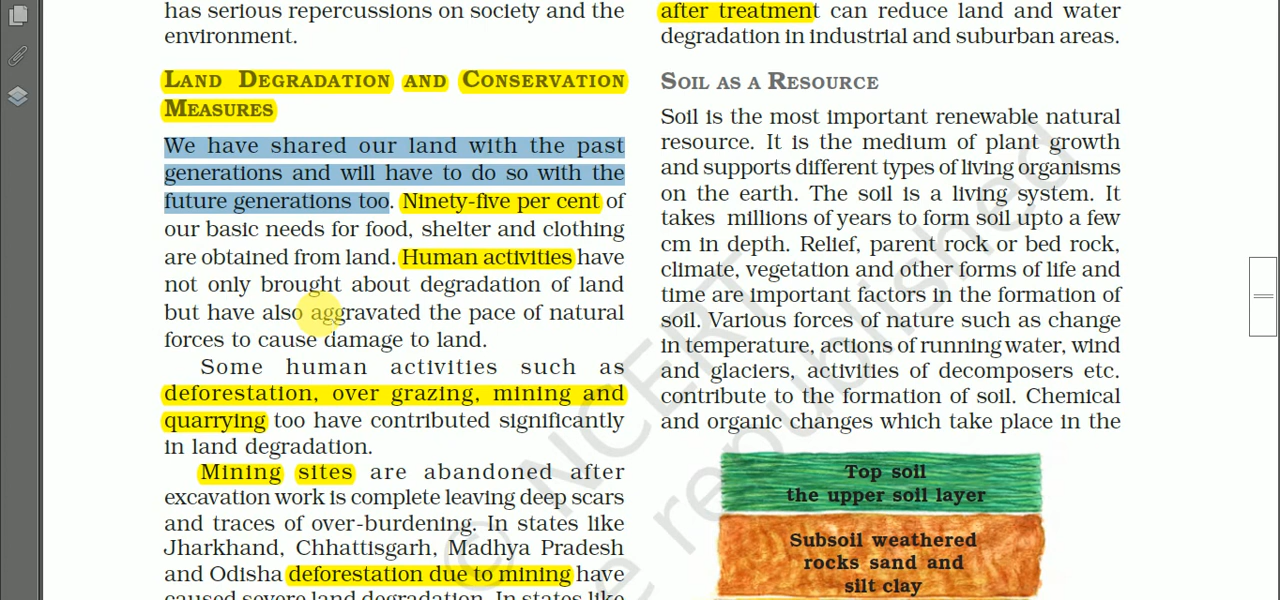 has serious repercussions on society and the
environment.
LAND DEGRADATION AND CONSERVATION
MEASURES
We have shared our land with the past
generations and will have to do so with the
future generations too. Ninety-five per cent of
our basic needs for food, shelter and clothing
are obtained from land. Human activities have
not only brought about degradation of land
but have also aggravated the pace of natural
forces to cause damage to land.
Some human activities such as
deforestation, over grazing, mining and
quarrying too have contributed significantly
in land degradation.
Mining sites are abandoned after
excavation work is complete leaving deep scars
and traces of over-burdening. In states like
Jharkhand, Chhattisgarh, Madhya Pradesh
and Odisha deforestation due to mining have
caused severe land degradation. In states like
after treatment can reduce land and water
degradation in industrial and suburban areas.
SOIL AS A RESOURCE
Soil is the most important renewable natural
resource. It is the medium of plant growth
and supports different types of living organisms
on the earth. The soil is a living system. It
takes millions of years to form soil upto a few
cm in depth. Relief, parent rock or bed rock,
climate, vegetation and other forms of life and
time are important factors in the formation of
soil. Various forces of nature such as change
in temperature, actions of running water, wind
and glaciers, activities of decomposers etc.
contribute to the formation of soil. Chemical
and organic changes which take place in the
Top soil
the upper soil layer
Subsoil weathered
rocks sand and
silt clay
© NCERT
be republished